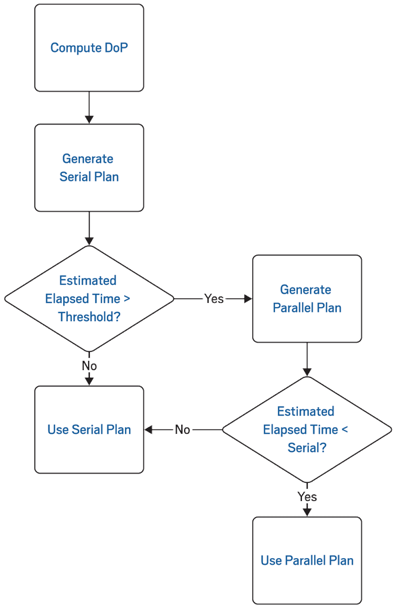 Compute DoP
Generate
Serial Plan
Estimated
Elapsed Time >
Threshold?
Yes
Generate
Parallel Plan
No
Use Serial Plan
No
Estimated
Elapsed Time <
Serial?
Yes
Use Parallel Plan